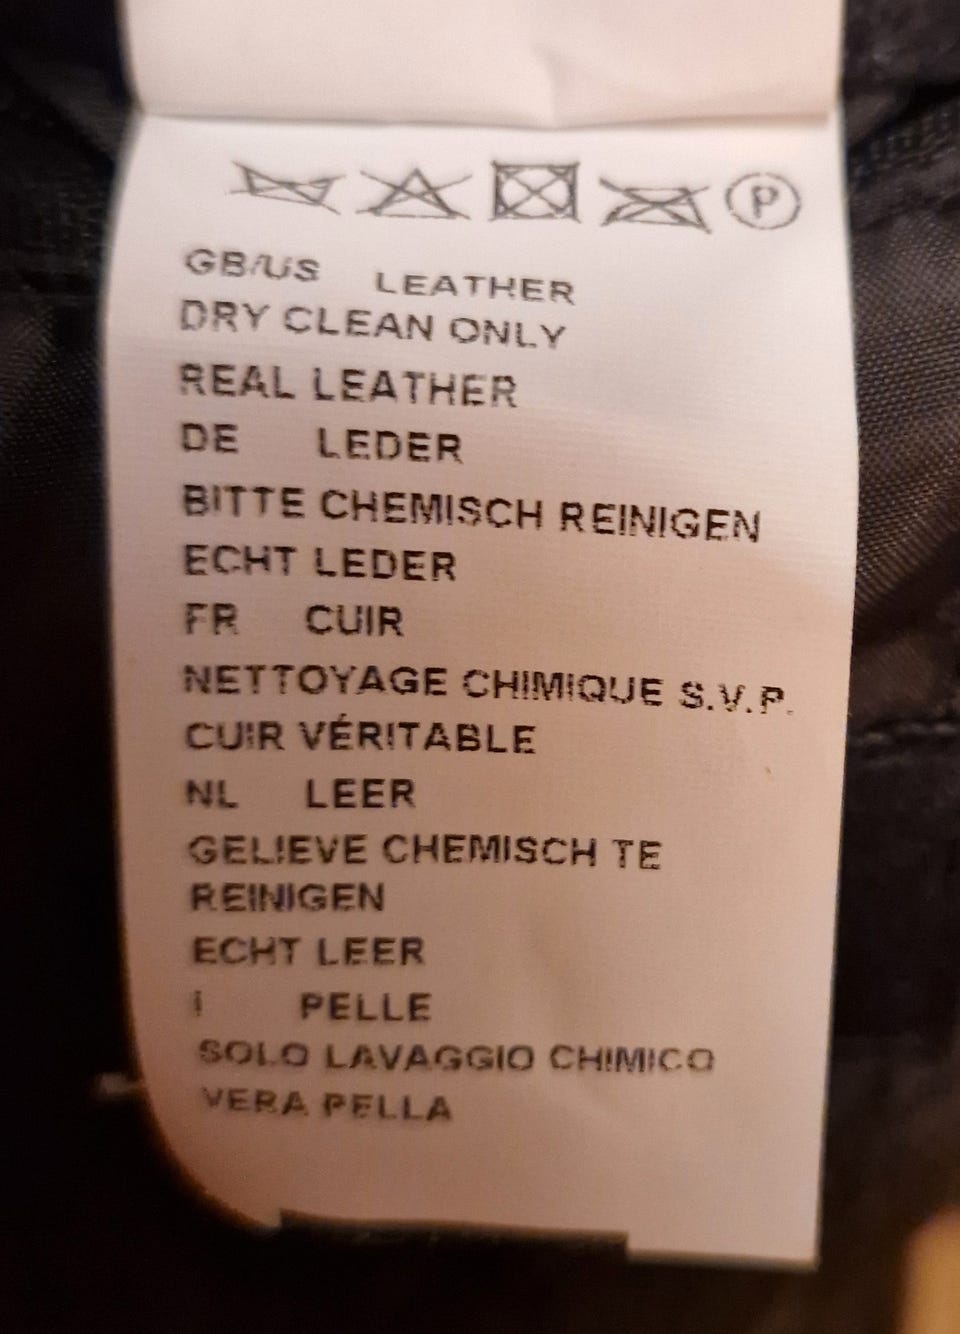 P
GB/US LEATHER
DRY CLEAN ONLY
REAL LEATHER
DE LEDER
BITTE CHEMISCH REINIGEN
ECHT LEDER
FR CUIR
NETTOYAGE CHIMIQUE S.V.P.
CUIR VÉRITABLE
NL LEER
GELIEVE CHEMISCH TE
REINIGEN
ECHT LEER
I PELLE
SOLO LAVAGGIO CHIMICO
VERA PELLA